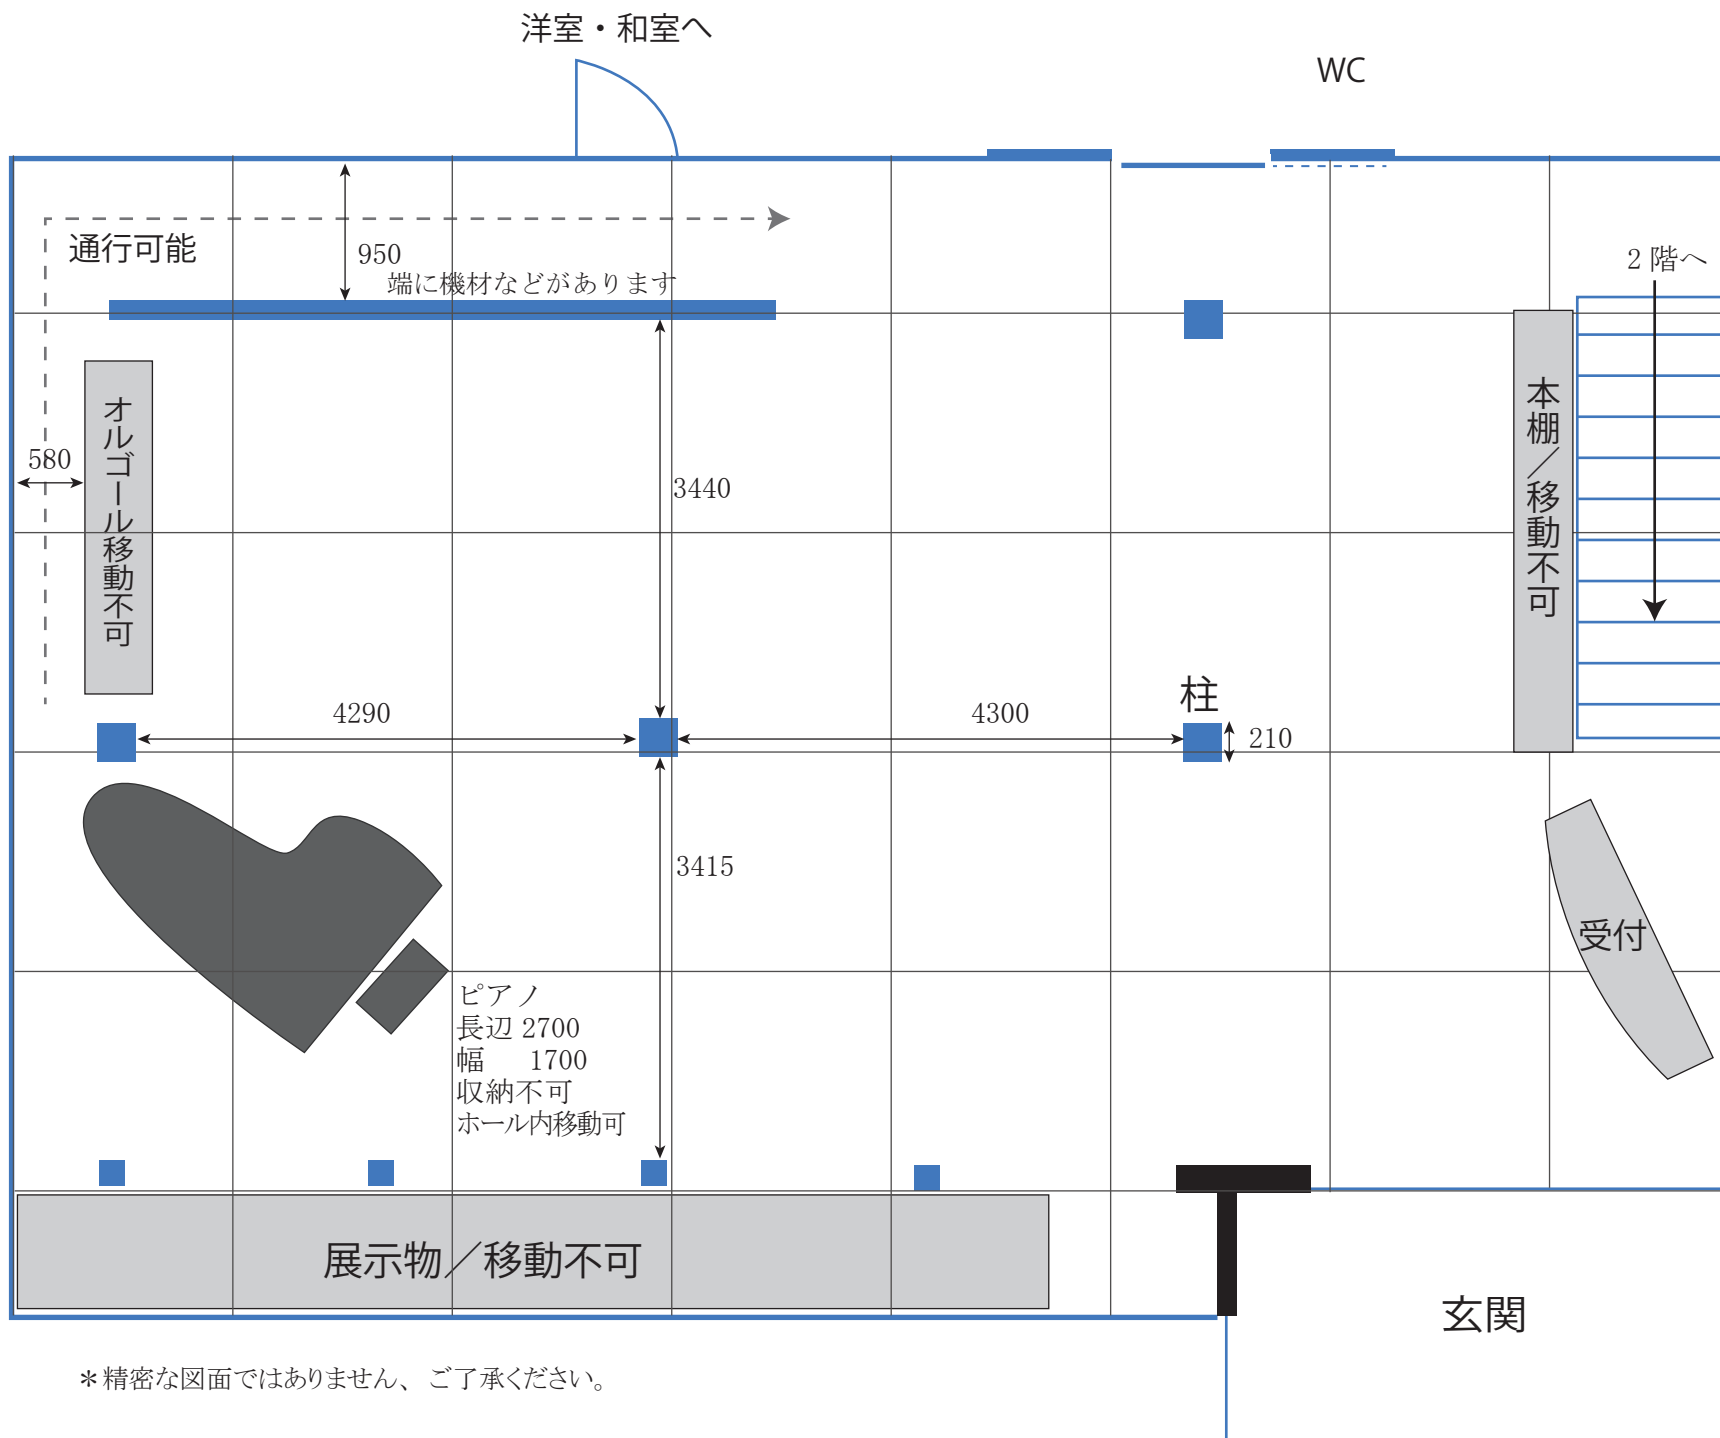 洋室・和室へ
WC
通行可能
950
端に機材などがあります
2 階へ
オルゴール移動不可
580
3440
本棚／移動不可
4290
4300
柱
210
3415
受付
ピアノ
長辺 2700
幅　 1700
収納不可
ホール内移動可
展示物／移動不可
玄関
＊精密な図面ではありません、ご了承ください。